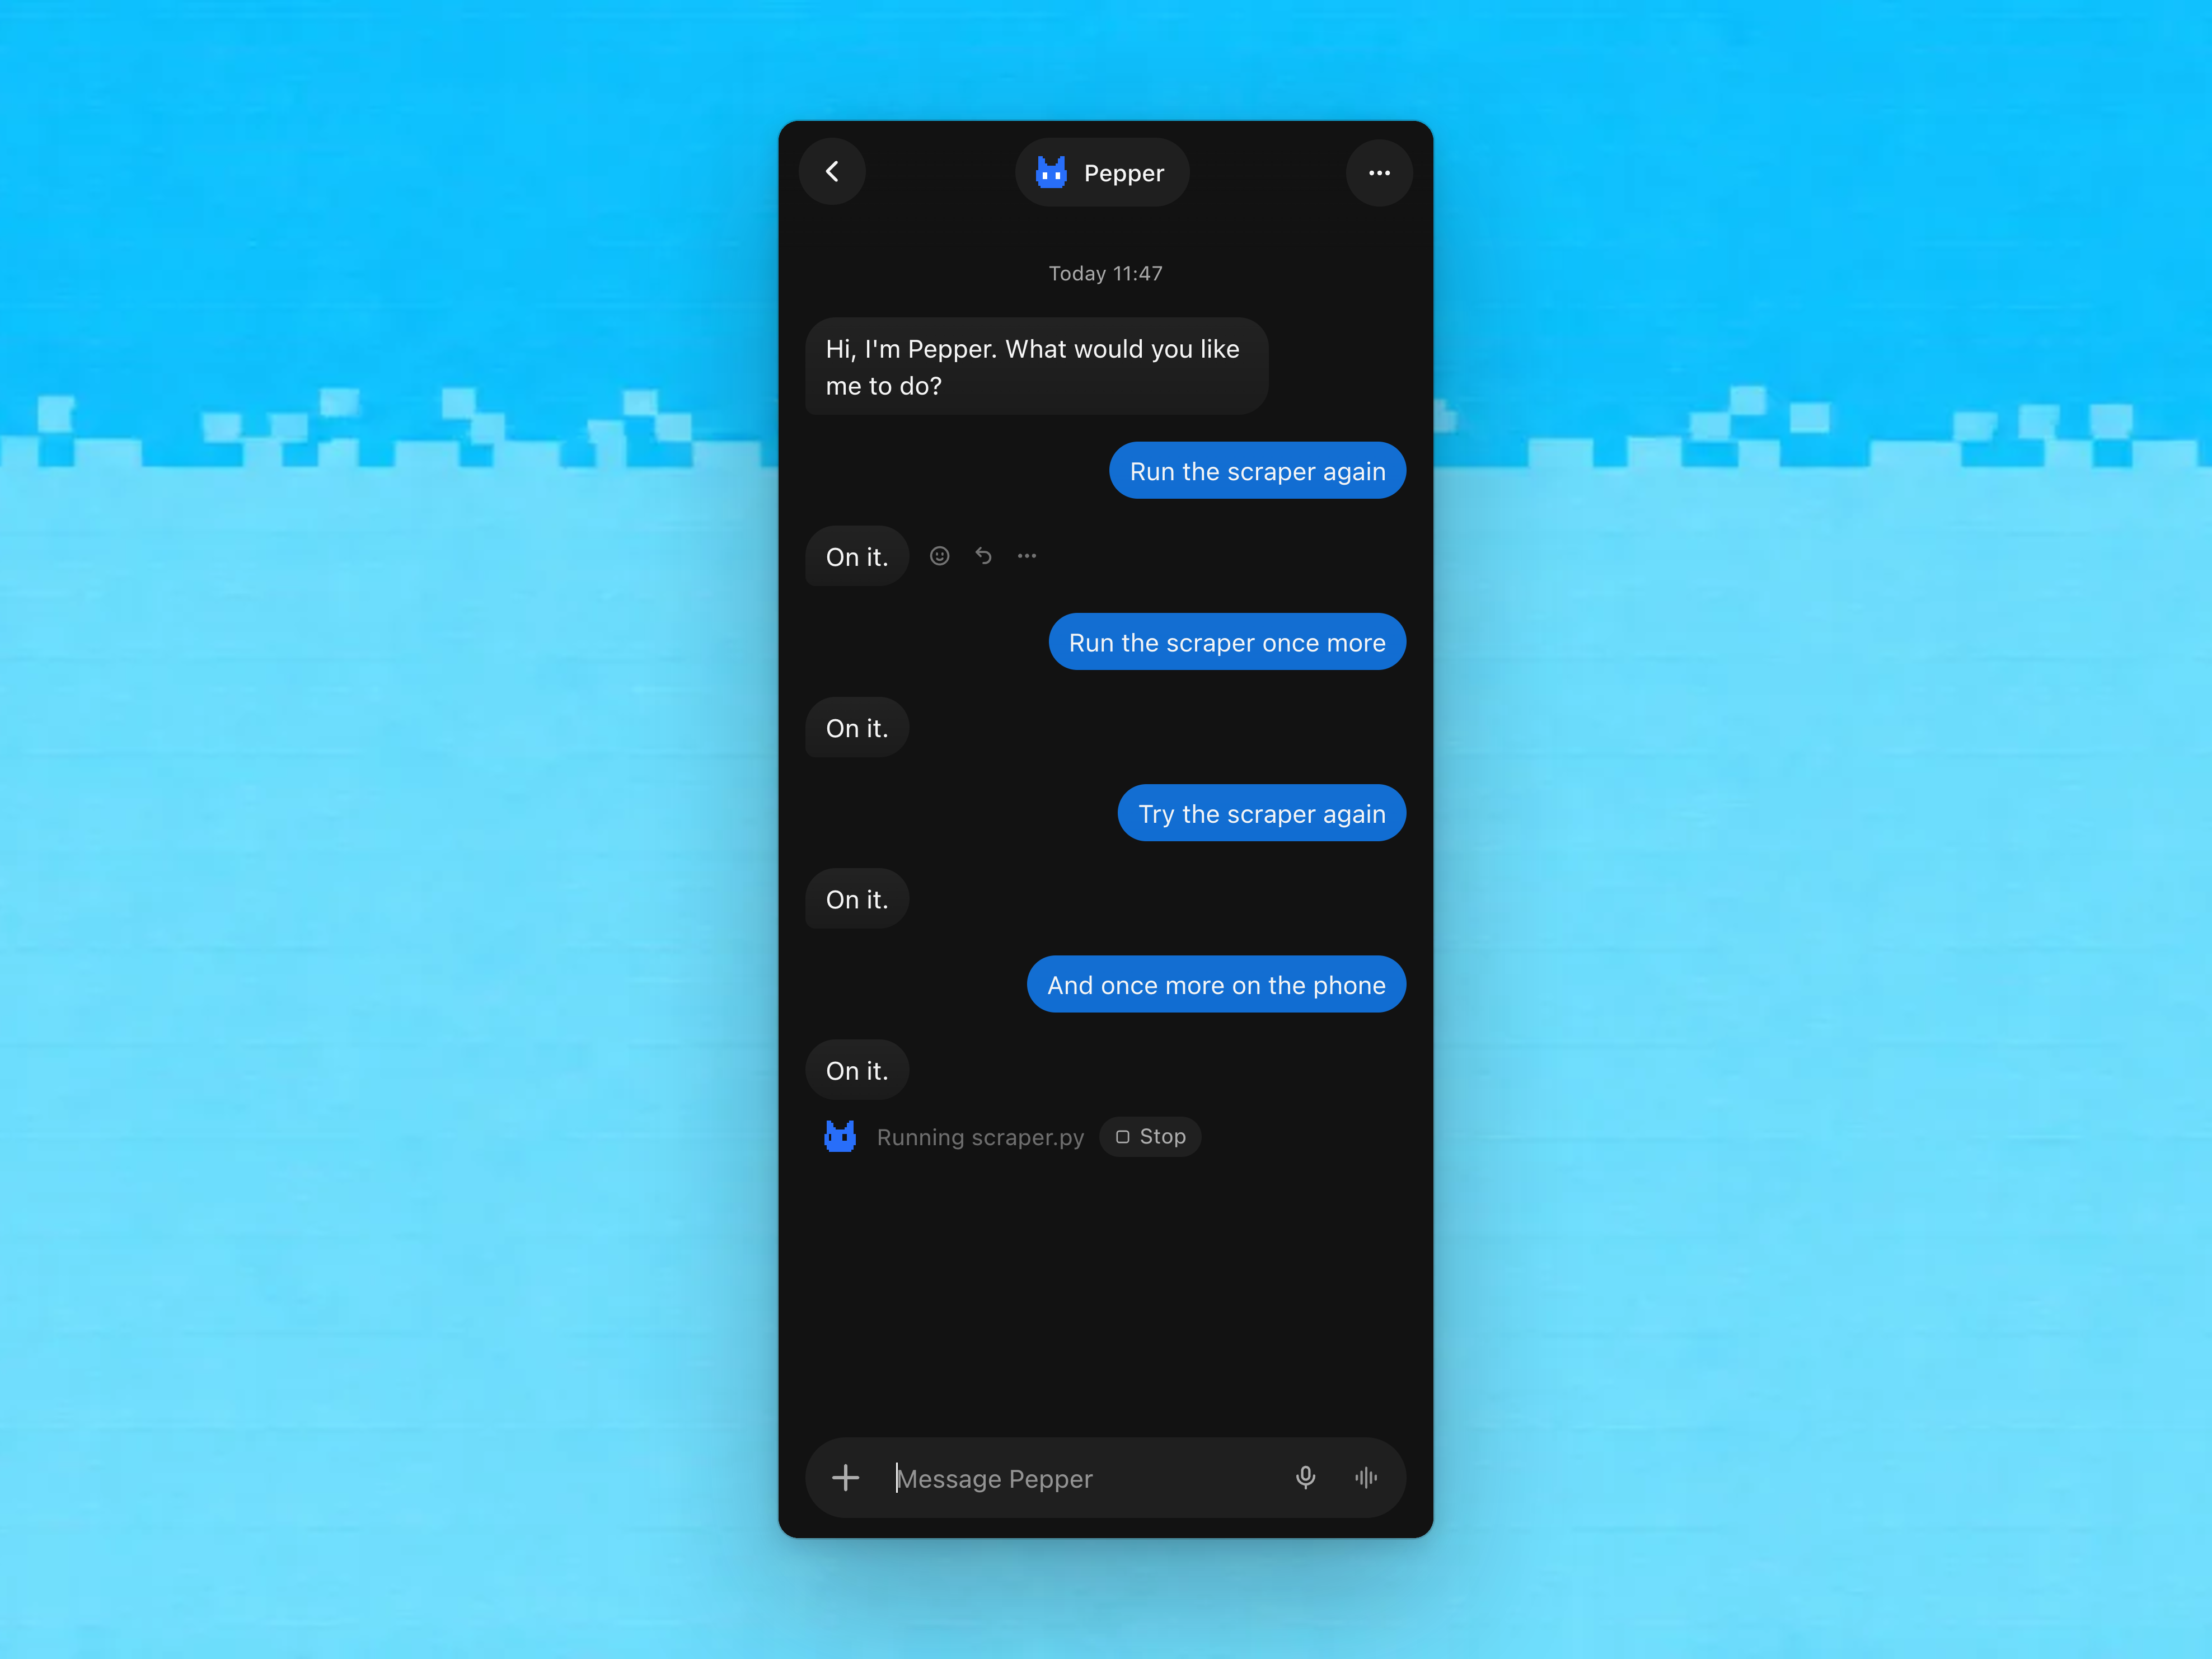 Pepper
Today 11:47
Hi, I'm Pepper. What would you like
me to do?
Run the scraper again
On it.
Run the scraper once more
On it.
Try the scraper again
On it.
And once more on the phone
On it.
Running scraper.py
Stop
Message Pepper